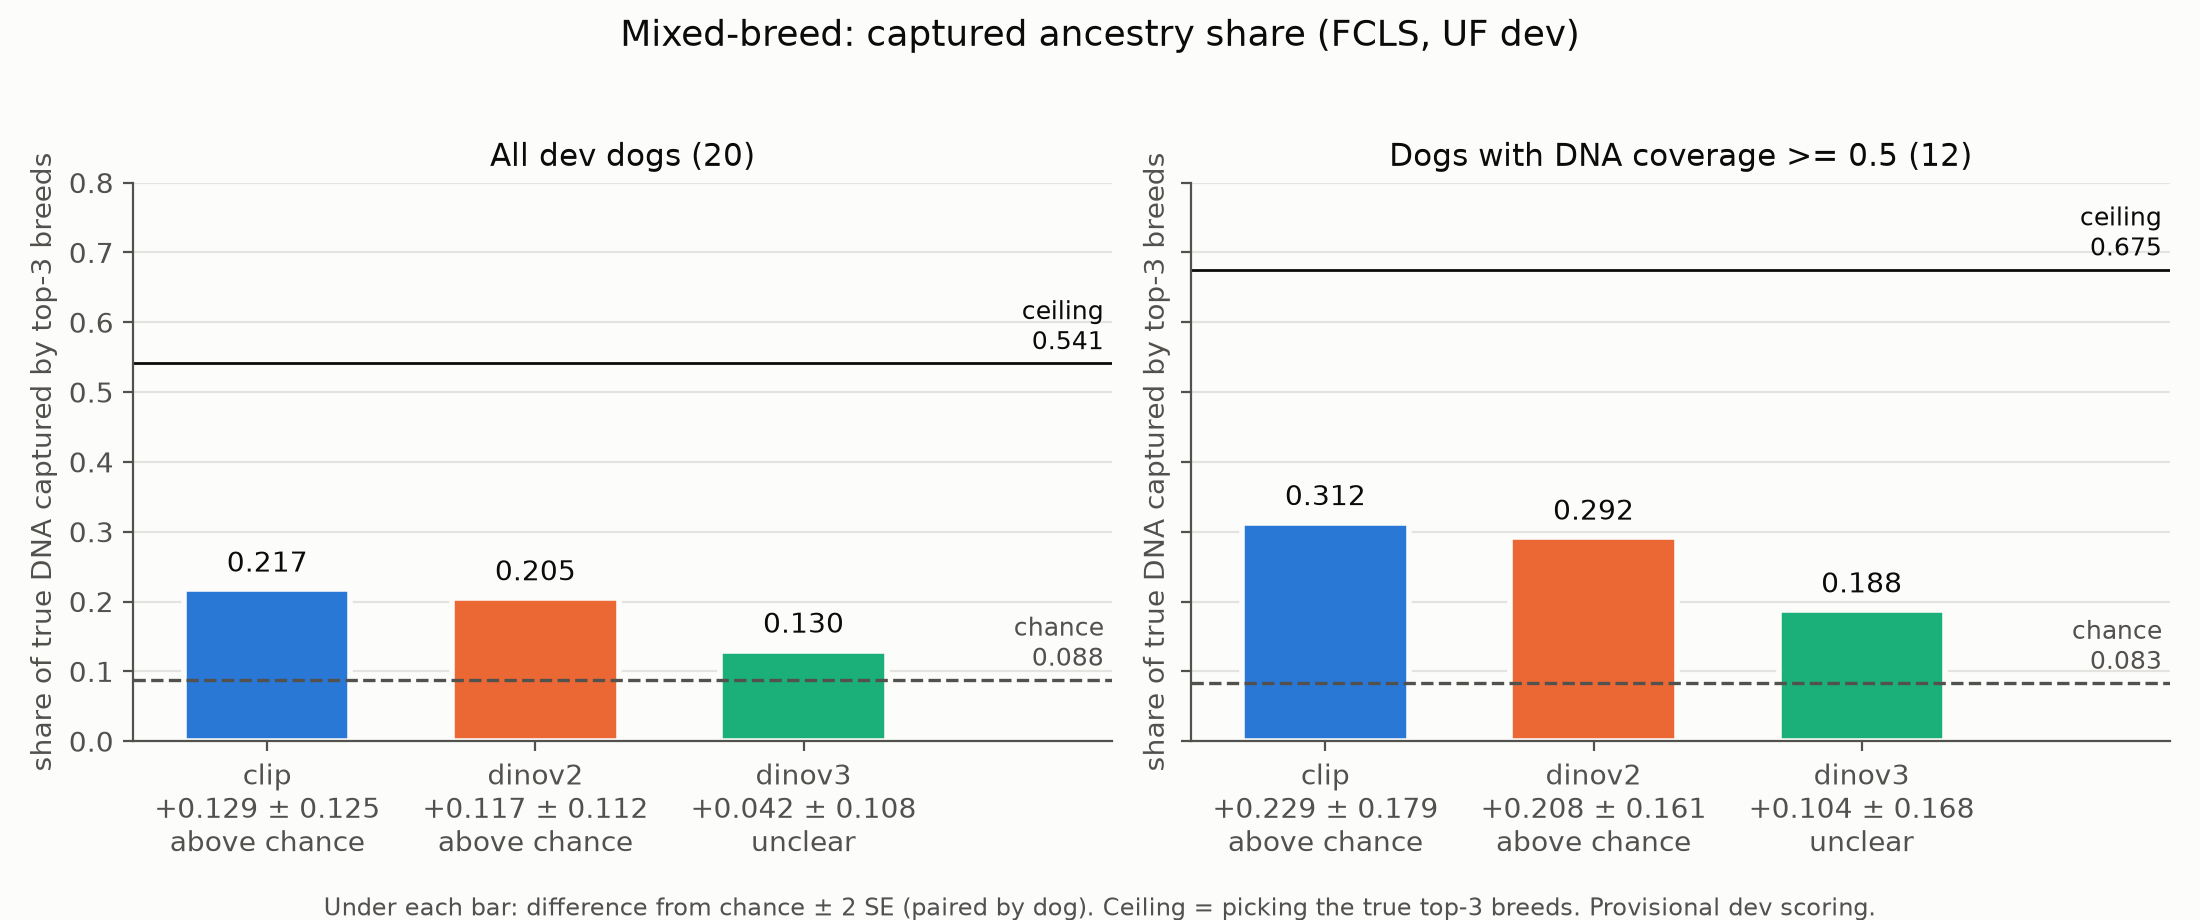 Mixed-breed: captured ancestry share (FCLS, UF dev)
All dev dogs (20)
share of true DNA captured by top-3 breeds
0.8
0.7
0.6
0.5
0.4
0.3
0.2
0.1
0.0
ceiling
0.541
0.217
0.205
0.130
chance
0.088
clip
+0.129 ± 0.125
above chance
dinov2
+0.117 ± 0.112
above chance
dinov3
+0.042 ± 0.108
unclear
Dogs with DNA coverage >= 0.5 (12)
share of true DNA captured by top-3 breeds
ceiling
0.675
0.312
0.292
0.188
chance
0.083
clip
+0.229 ± 0.179
above chance
dinov2
+0.208 ± 0.161
above chance
dinov3
+0.104 ± 0.168
unclear
Under each bar: difference from chance ± 2 SE (paired by dog). Ceiling = picking the true top-3 breeds. Provisional dev scoring.